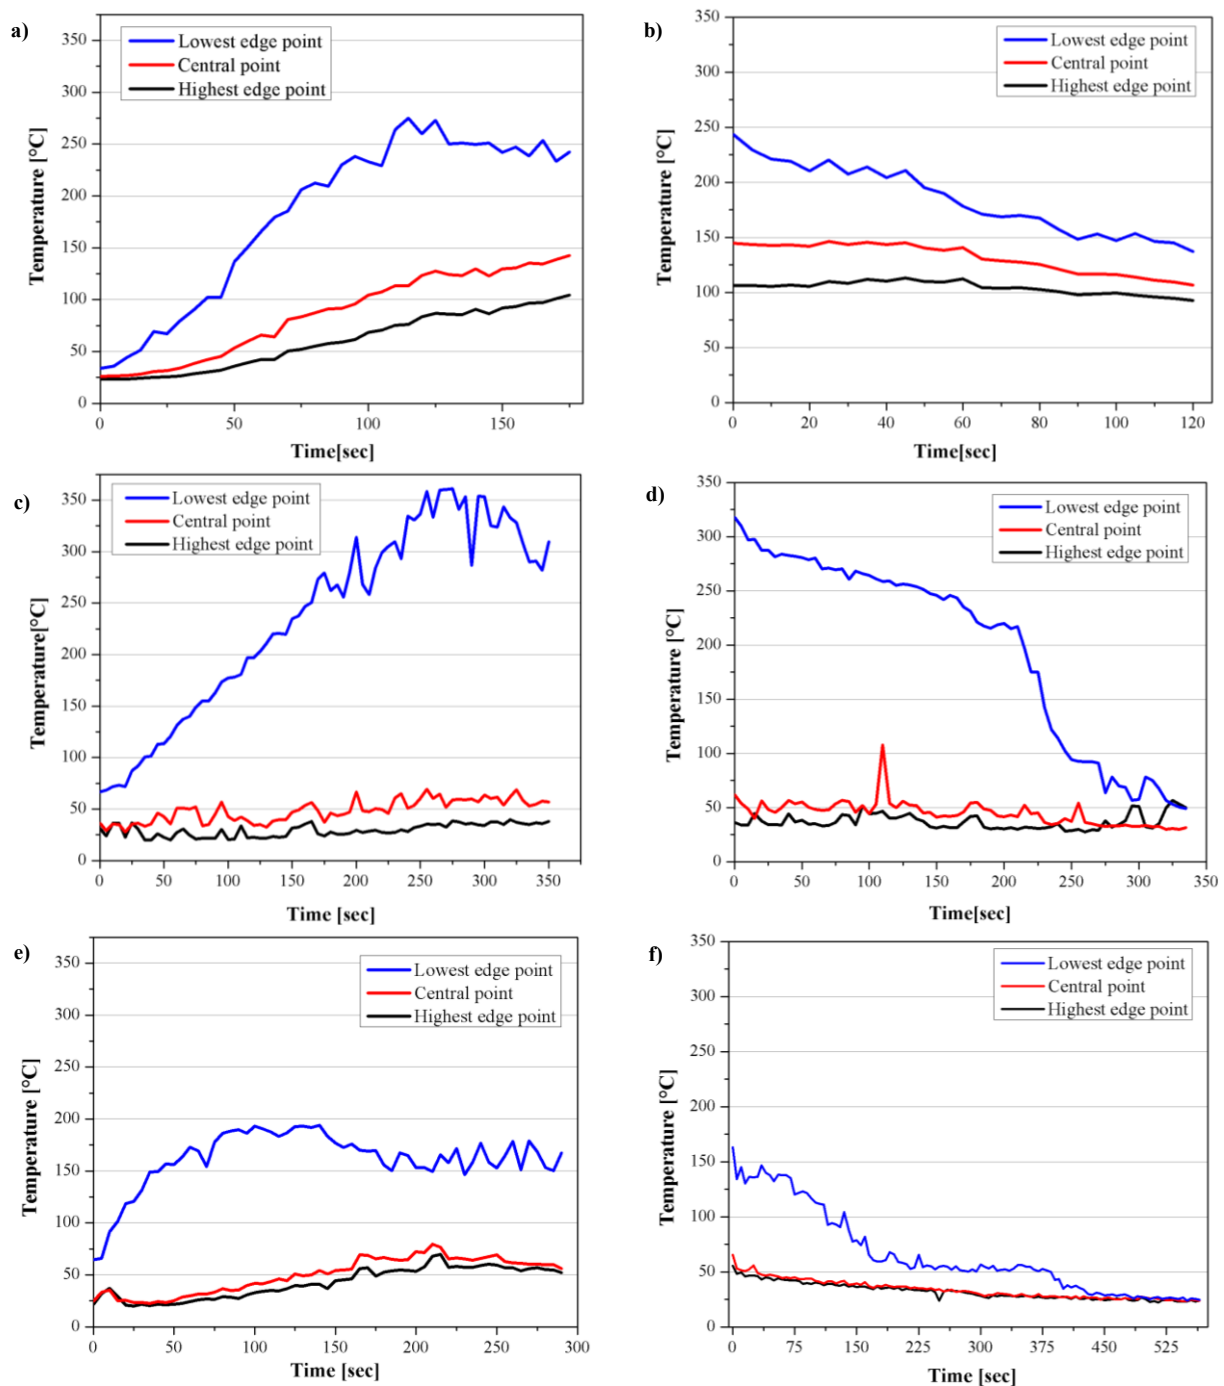 a)
Lowest edge point
Central point
Highest edge point
Temperature [°C]
350
300
250
200
150
100
50
0
0 50 100 150
Time[sec]
b)
Lowest edge point
Central point
Highest edge point
Temperature [°C]
350
300
250
200
150
100
50
0
0 20 40 60 80 100 120
Time[sec]
c)
Lowest edge point
Central point
Highest edge point
Temperature[°C]
350
300
250
200
150
100
50
0
0 50 100 150 200 250 300 350
Time [sec]
d)
Lowest edge point
Central point
Highest edge point
Temperature [°C]
350
300
250
200
150
100
50
0
0 50 100 150 200 250 300 350
Time[sec]
e)
Lowest edge point
Central point
Highest edge point
Temperature [°C]
350
300
250
200
150
100
50
0
0 50 100 150 200 250 300
Time [sec]
f)
Lowest edge point
Central point
Highest edge point
Temperature [°C]
350
300
250
200
150
100
50
0
0 75 150 225 300 375 450 525
Time [sec]